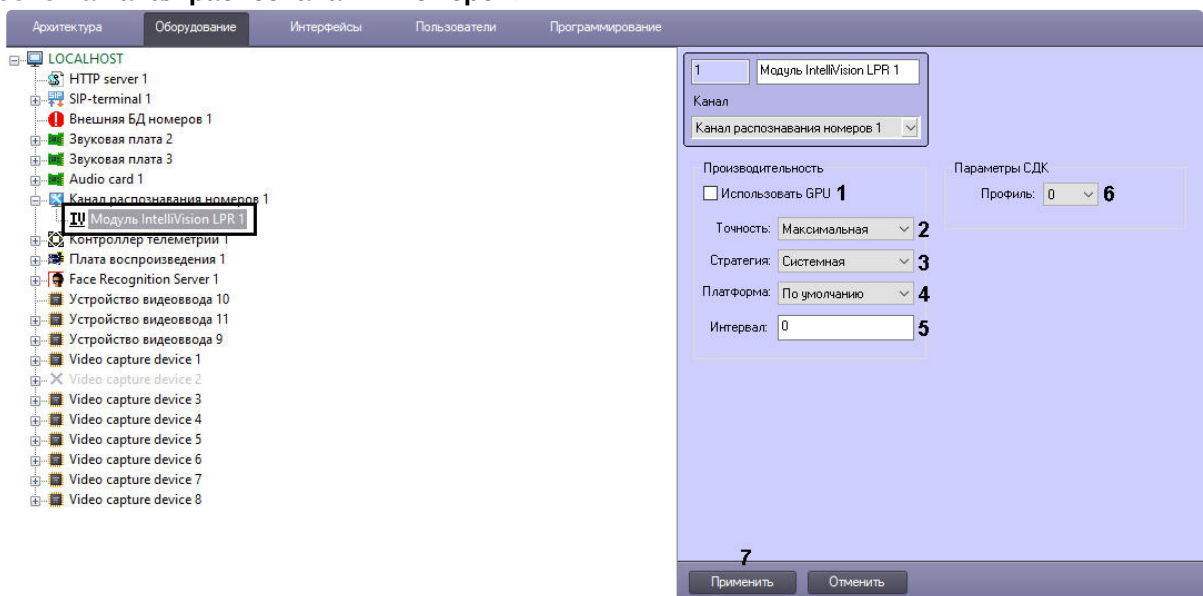 Архитектура Оборудование Интерфейсы Пользователи Программирование
LOCALHOST
HTTP server 1
SIP-terminal 1
Внешняя БД номеров 1
Звуковая плата 2
Звуковая плата 3
Audio card 1
Канал распознавания номеров 1
Модуль IntelliVision LPR 1
Контроллер телеметрии 1
Плата воспроизведения 1
Face Recognition Server 1
Устройство видеоввода 10
Устройство видеоввода 11
Устройство видеоввода 9
Video capture device 1
Video capture device 2
Video capture device 3
Video capture device 4
Video capture device 5
Video capture device 6
Video capture device 7
Video capture device 8
1 Модуль IntelliVision LPR 1
Канал
Канал распознавания номеров 1
Производительность
Использовать GPU 1
Точность: Максимальная 2
Стратегия: Системная 3
Платформа: По умолчанию 4
Интервал: 0 5
Параметры СДК
Профиль: 0 6
7
Применить Отменить